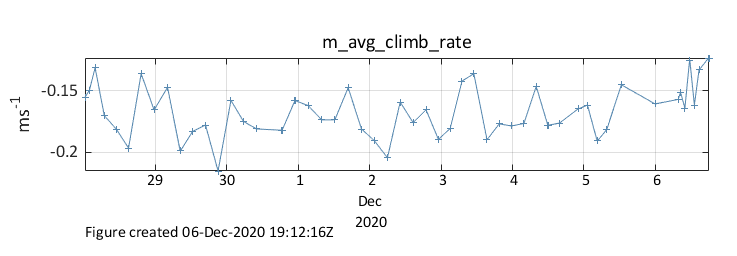 m_avg_climb_rate
ms-1
-0.15
-0.2
29 30 1 2 3 4 5 6
Dec
2020
Figure created 06-Dec-2020 19:12:16Z